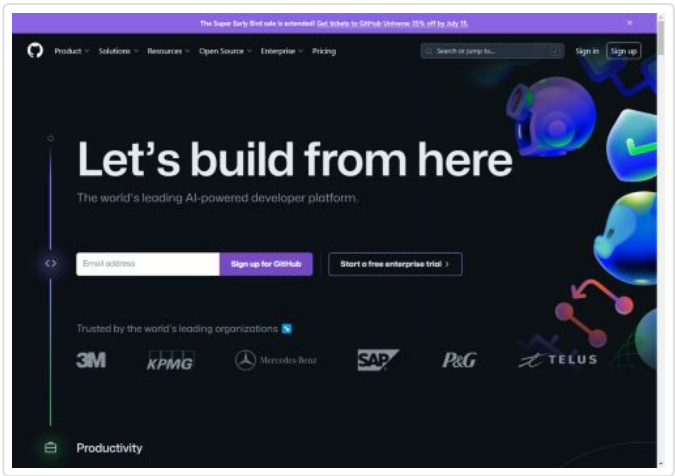 The Super Early Bird sale is extended! Get tickets to GitHub Universe 35% off by July 15.
Product Solutions Resources Open Source Enterprise Pricing Search or jump to... / Sign in Sign up
Let's build from here
The world's leading AI-powered developer platform.
Email address Sign up for GitHub Start a free enterprise trial
Trusted by the world's leading organizations
3M KPMG Mercedes-Benz SAP P&G TELUS
Productivity